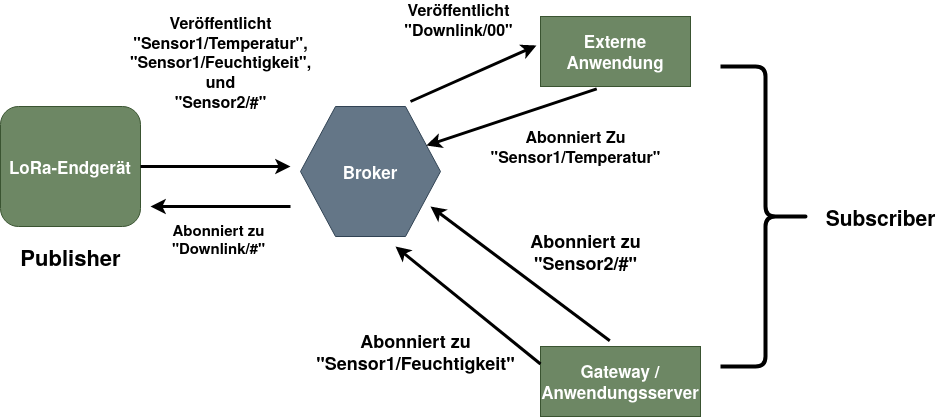 Veröffentlicht
"Sensor1/Temperatur",
"Sensor1/Feuchtigkeit",
und
"Sensor2/#"
Veröffentlicht
"Downlink/00"
Externe
Anwendung
LoRa-Endgerät
Broker
Abonniert Zu
"Sensor1/Temperatur"
Abonniert zu
"Downlink/#"
Publisher
Subscriber
Abonniert zu
"Sensor2/#"
Abonniert zu
"Sensor1/Feuchtigkeit"
Gateway /
Anwendungsserver